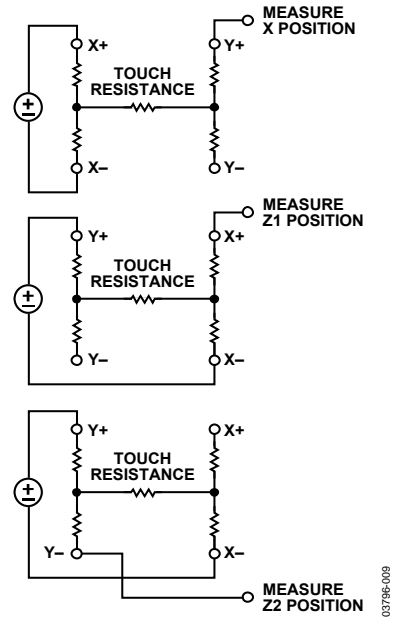 MEASURE
X POSITION
X+
Y+
TOUCH
RESISTANCE
X–
Y–
MEASURE
Z1 POSITION
Y+
X+
TOUCH
RESISTANCE
Y–
X–
Y+
X+
TOUCH
RESISTANCE
Y–
X–
MEASURE
Z2 POSITION
03796-009